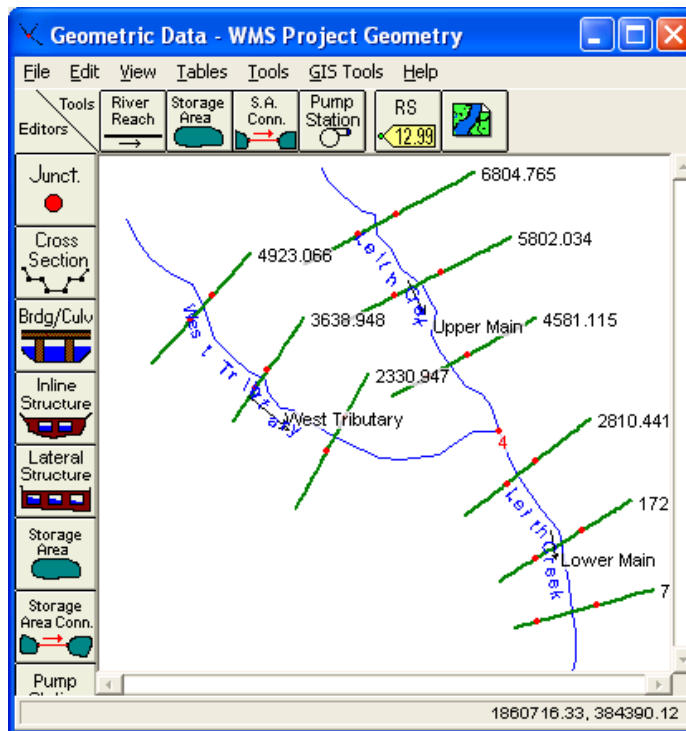 Geometric Data - WMS Project Geometry
File Edit View Tables Tools GIS Tools Help
Tools
Editors
River
Reach
Storage
Area
S.A.
Conn.
Pump
Station
RS
12.99
Junct.
Cross
Section
Brdg/Culv
Inline
Structure
Lateral
Structure
Storage
Area
Storage
Area Conn.
Pump
6804.765
5802.034
4923.066
3638.948
Upper Main
4581.115
2330.947
West Tributary
West Tributary
2810.441
4
172
Leith Creek
Lower Main
7
1860716.33, 384390.12